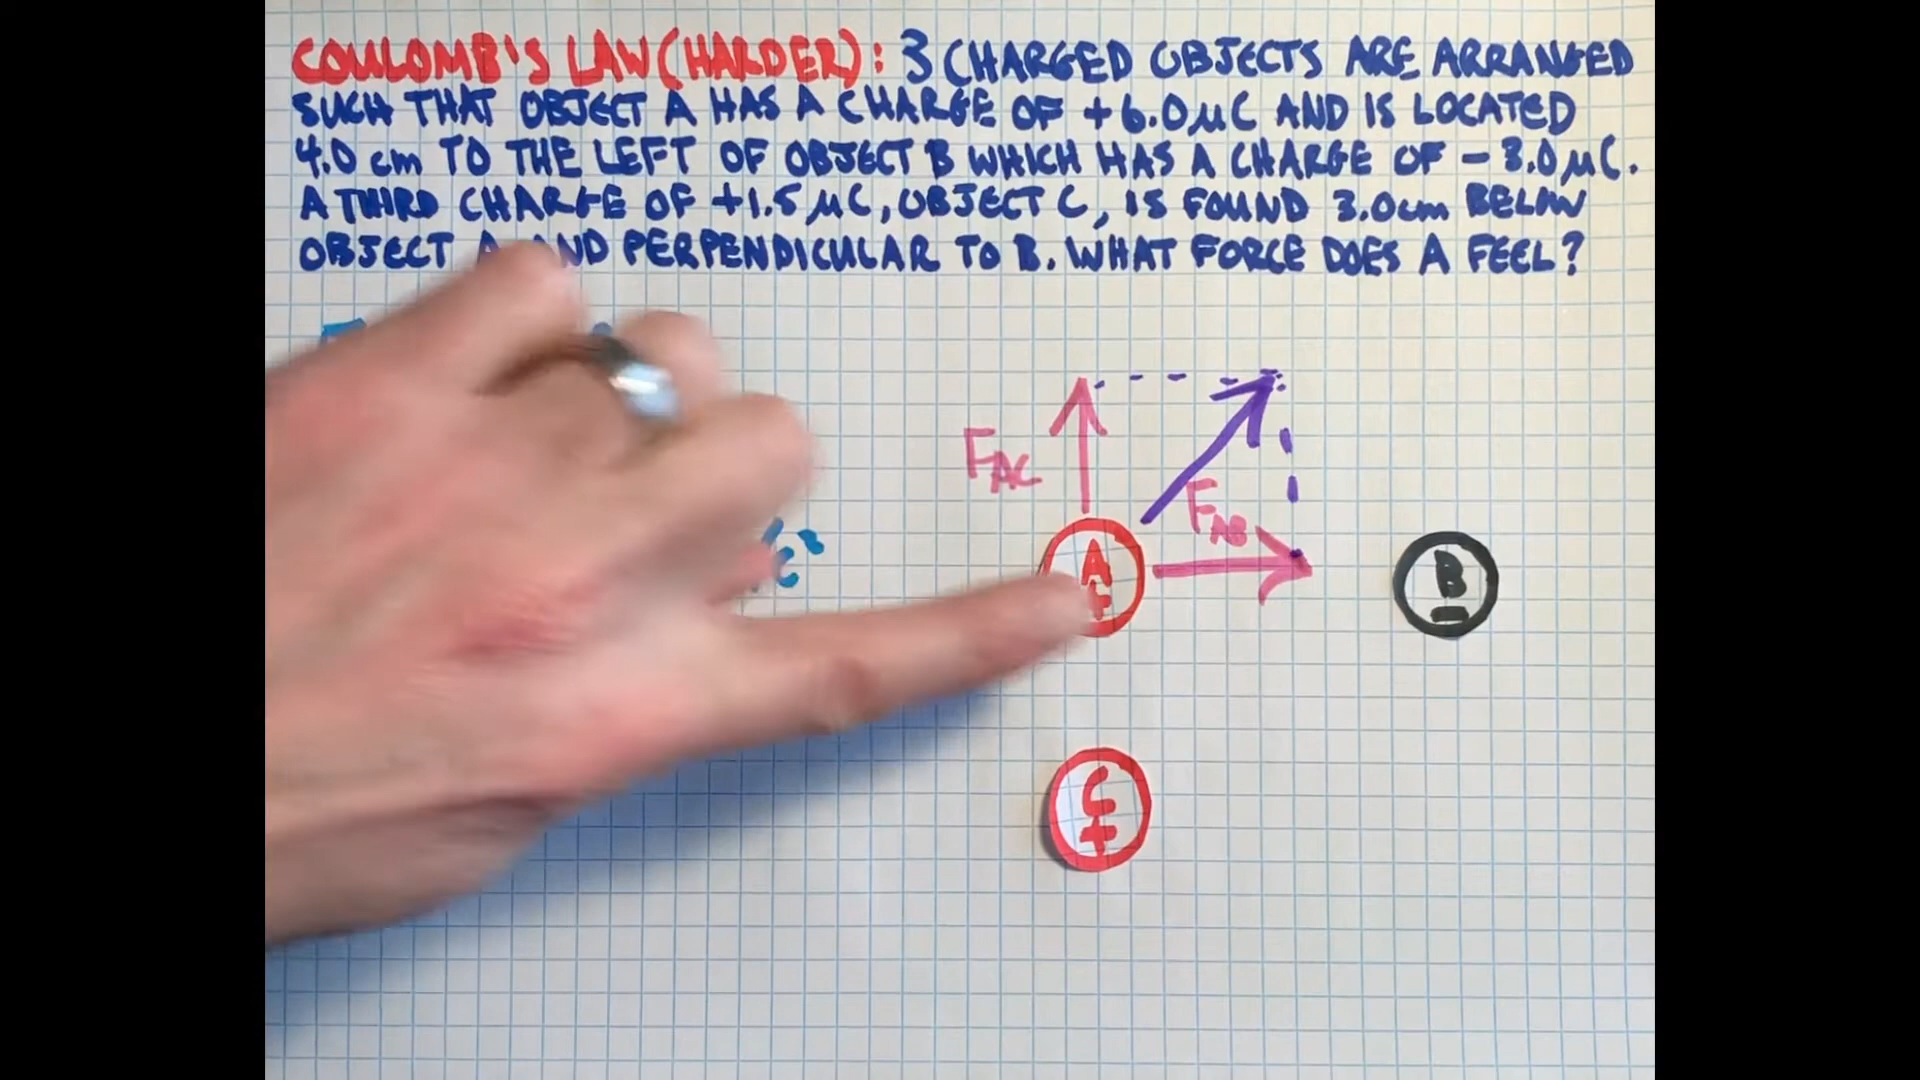 COULOMB'S LAW (HARDER): 3 CHARGED OBJECTS ARE ARRANGED
SUCH THAT OBJECT A HAS A CHARGE OF +6.0 µC AND IS LOCATED
4.0 cm TO THE LEFT OF OBJECT B WHICH HAS A CHARGE OF -3.0 µC.
A THIRD CHARGE OF +1.5 µC, OBJECT C, IS FOUND 3.0 cm BELOW
OBJECT AND PERPENDICULAR TO B. WHAT FORCE DOES A FEEL?
FAC
FAB
A
+
B
-
C
+